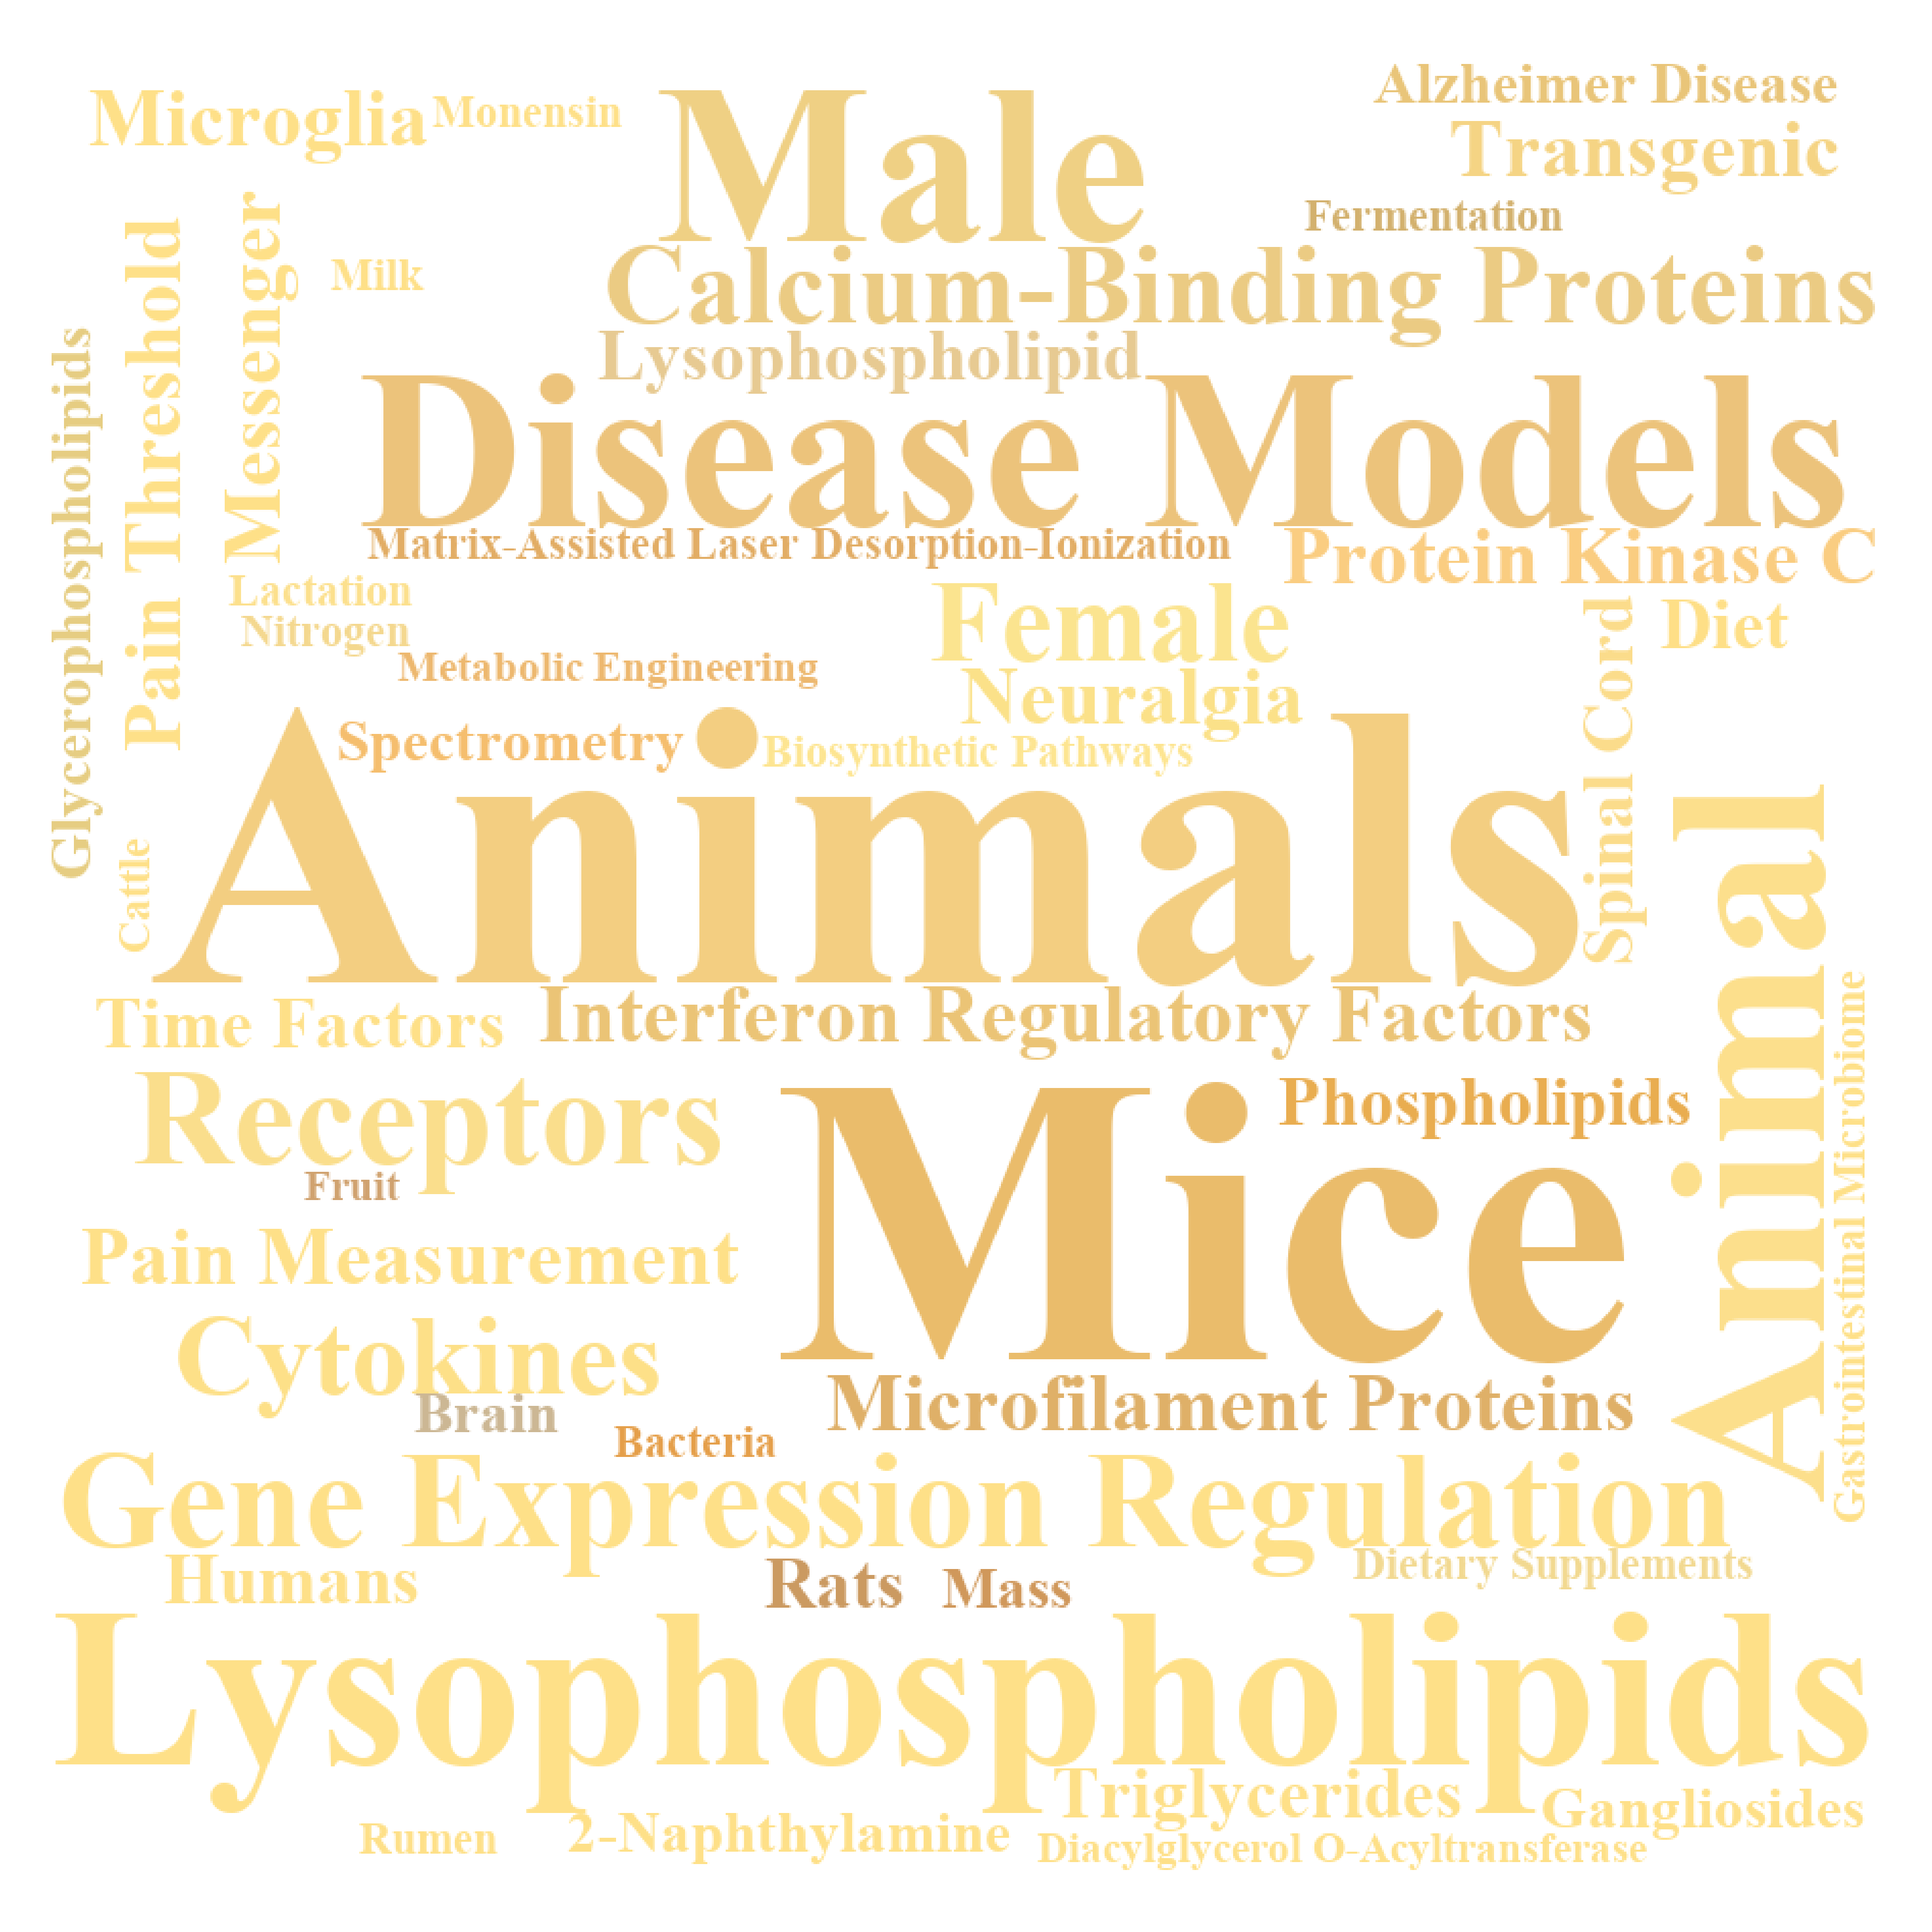 Alzheimer Disease
Microglia
Monensin
Male
Transgenic
Fermentation
Messenger
Pain Threshold
Milk
Calcium-Binding Proteins
Glycerophospholipids
Lysophospholipid
Disease Models
Matrix-Assisted Laser Desorption-Ionization
Protein Kinase C
Lactation
Female
Diet
Nitrogen
Spinal Cord
Metabolic Engineering
Neuralgia
Spectrometry
Biosynthetic Pathways
Animals
Cattle
Animal
Time Factors
Interferon Regulatory Factors
Gastrointestinal Microbiome
Receptors
Phospholipids
Mice
Fruit
Pain Measurement
Cytokines
Brain
Microfilament Proteins
Bacteria
Gene Expression Regulation
Humans
Rats
Mass
Dietary Supplements
Lysophospholipids
Triglycerides
Gangliosides
Rumen
2-Naphthylamine
Diacylglycerol O-Acyltransferase